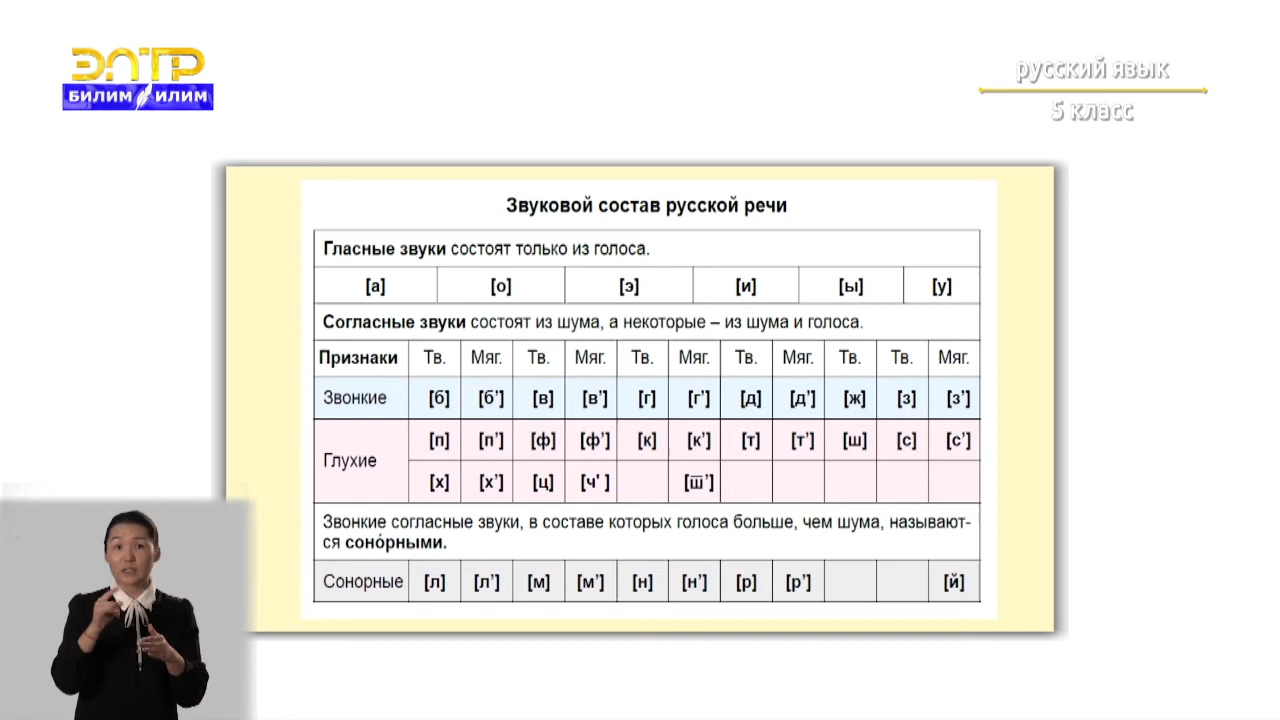 ЭЛТР
БИЛИМ ИЛИМ
русский язык
5 класс
Звуковой состав русской речи
Гласные звуки состоят только из голоса.
[а] [о] [э] [и] [ы] [у]
Согласные звуки состоят из шума, а некоторые – из шума и голоса.
Признаки Тв. Мяг. Тв. Мяг. Тв. Мяг. Тв. Мяг. Тв. Тв. Мяг.
Звонкие [б] [б’] [в] [в’] [г] [г’] [д] [д’] [ж] [з] [з’]
Глухие [п] [п’] [ф] [ф’] [к] [к’] [т] [т’] [ш] [с] [с’]
[х] [х’] [ц] [ч' ] [ш̅’]
Звонкие согласные звуки, в составе которых голоса больше, чем шума, называют-
ся соно́рными.
Сонорные [л] [л’] [м] [м’] [н] [н’] [р] [р’] [й]